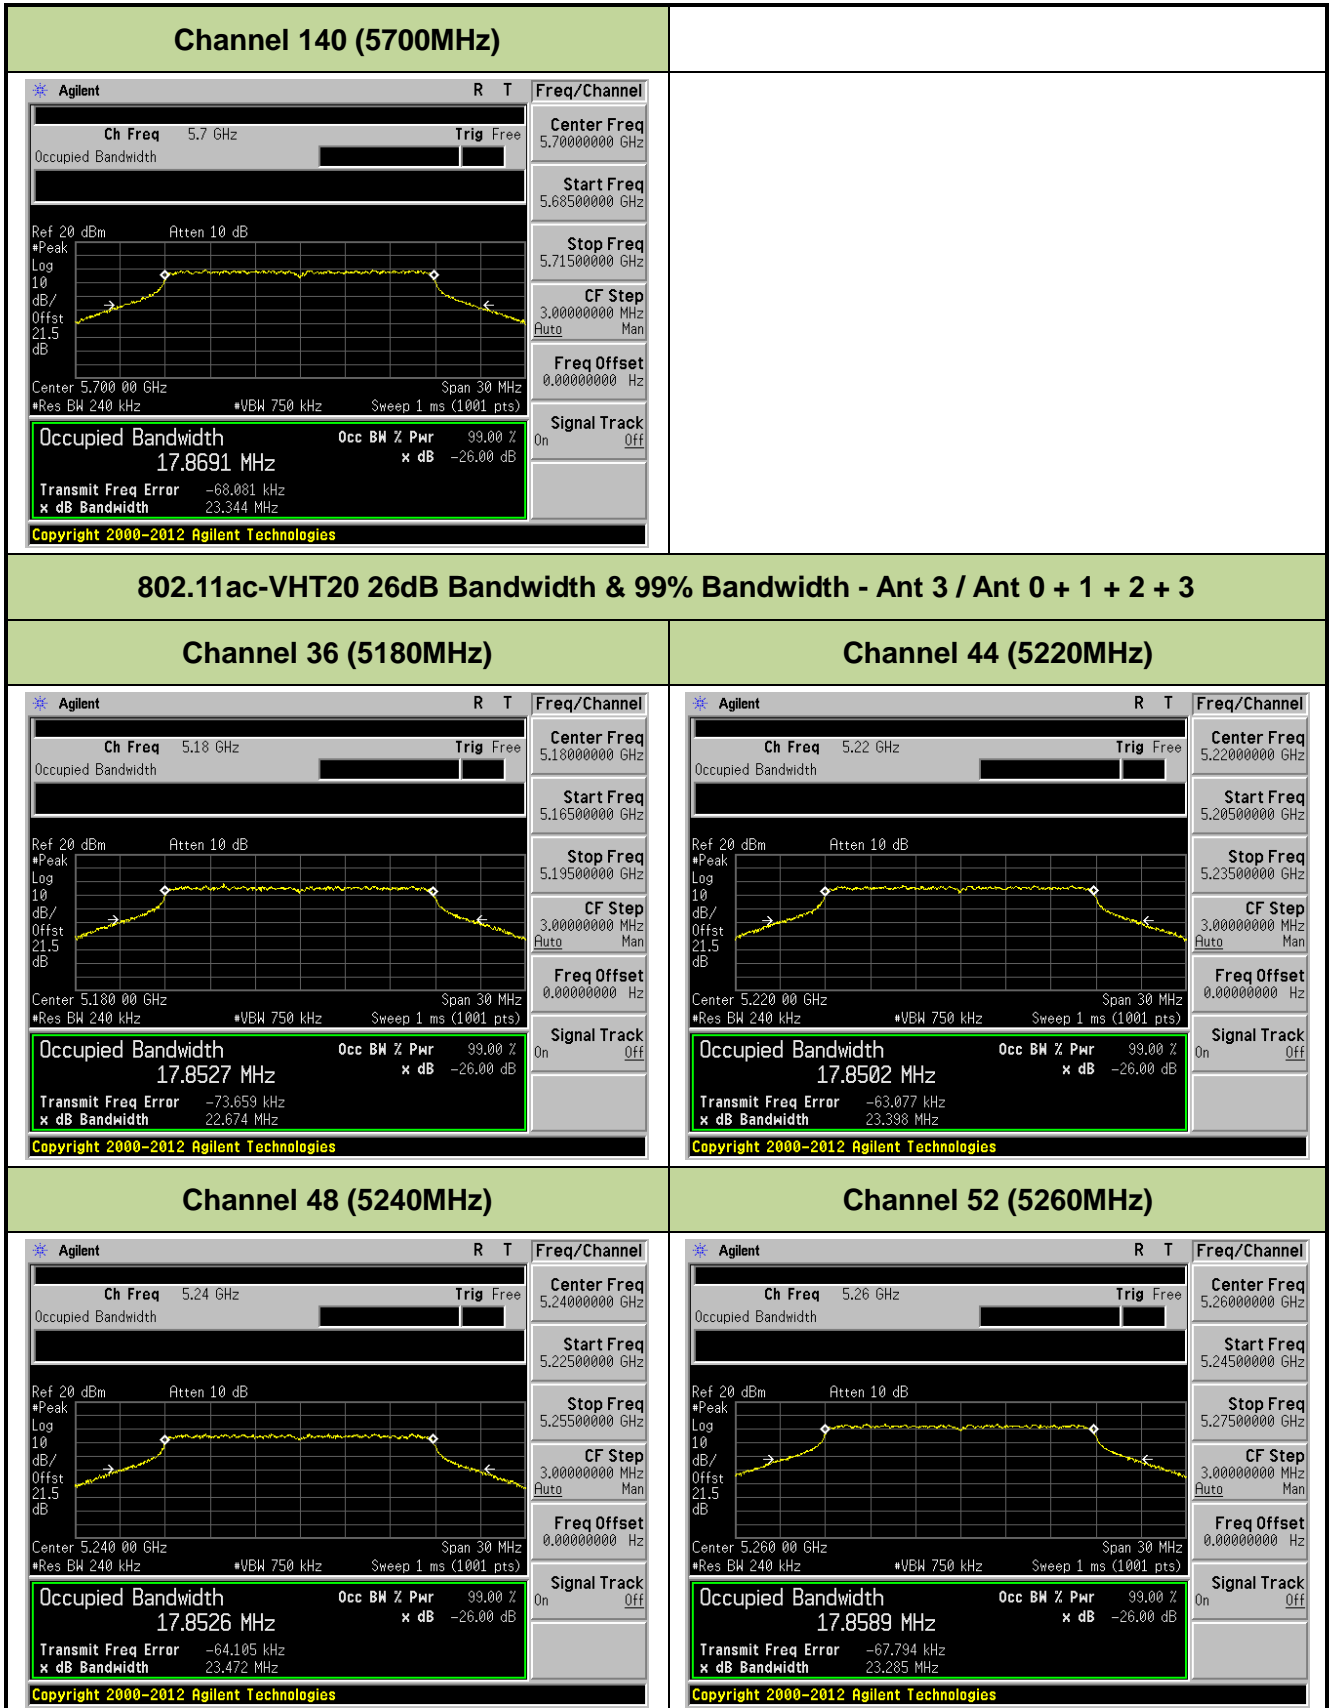 Channel 140 (5700MHz)
Agilent R T Freq/Channel
Ch Freq 5.7 GHz Trig Free
Occupied Bandwidth
Center Freq
5.70000000 GHz
Start Freq
5.68500000 GHz
Stop Freq
5.71500000 GHz
CF Step
3.00000000 MHz
Auto Man
Freq Offset
0.00000000 Hz
Signal Track
On Off
Ref 20 dBm Atten 10 dB
#Peak
Log
10
dB/
Offst
21.5
dB
Center 5.700 00 GHz Span 30 MHz
#Res BW 240 kHz #VBW 750 kHz Sweep 1 ms (1001 pts)
Occupied Bandwidth Occ BW % Pwr 99.00 %
17.8691 MHz x dB -26.00 dB
Transmit Freq Error -68.081 kHz
x dB Bandwidth 23.344 MHz
Copyright 2000-2012 Agilent Technologies
802.11ac-VHT20 26dB Bandwidth & 99% Bandwidth - Ant 3 / Ant 0 + 1 + 2 + 3
Channel 36 (5180MHz)
Agilent R T Freq/Channel
Ch Freq 5.18 GHz Trig Free
Occupied Bandwidth
Center Freq
5.18000000 GHz
Start Freq
5.16500000 GHz
Stop Freq
5.19500000 GHz
CF Step
3.00000000 MHz
Auto Man
Freq Offset
0.00000000 Hz
Signal Track
On Off
Ref 20 dBm Atten 10 dB
#Peak
Log
10
dB/
Offst
21.5
dB
Center 5.180 00 GHz Span 30 MHz
#Res BW 240 kHz #VBW 750 kHz Sweep 1 ms (1001 pts)
Occupied Bandwidth Occ BW % Pwr 99.00 %
17.8527 MHz x dB -26.00 dB
Transmit Freq Error -73.659 kHz
x dB Bandwidth 22.674 MHz
Copyright 2000-2012 Agilent Technologies
Channel 44 (5220MHz)
Agilent R T Freq/Channel
Ch Freq 5.22 GHz Trig Free
Occupied Bandwidth
Center Freq
5.22000000 GHz
Start Freq
5.20500000 GHz
Stop Freq
5.23500000 GHz
CF Step
3.00000000 MHz
Auto Man
Freq Offset
0.00000000 Hz
Signal Track
On Off
Ref 20 dBm Atten 10 dB
#Peak
Log
10
dB/
Offst
21.5
dB
Center 5.220 00 GHz Span 30 MHz
#Res BW 240 kHz #VBW 750 kHz Sweep 1 ms (1001 pts)
Occupied Bandwidth Occ BW % Pwr 99.00 %
17.8502 MHz x dB -26.00 dB
Transmit Freq Error -63.077 kHz
x dB Bandwidth 23.398 MHz
Copyright 2000-2012 Agilent Technologies
Channel 48 (5240MHz)
Agilent R T Freq/Channel
Ch Freq 5.24 GHz Trig Free
Occupied Bandwidth
Center Freq
5.24000000 GHz
Start Freq
5.22500000 GHz
Stop Freq
5.25500000 GHz
CF Step
3.00000000 MHz
Auto Man
Freq Offset
0.00000000 Hz
Signal Track
On Off
Ref 20 dBm Atten 10 dB
#Peak
Log
10
dB/
Offst
21.5
dB
Center 5.240 00 GHz Span 30 MHz
#Res BW 240 kHz #VBW 750 kHz Sweep 1 ms (1001 pts)
Occupied Bandwidth Occ BW % Pwr 99.00 %
17.8526 MHz x dB -26.00 dB
Transmit Freq Error -64.105 kHz
x dB Bandwidth 23.472 MHz
Copyright 2000-2012 Agilent Technologies
Channel 52 (5260MHz)
Agilent R T Freq/Channel
Ch Freq 5.26 GHz Trig Free
Occupied Bandwidth
Center Freq
5.26000000 GHz
Start Freq
5.24500000 GHz
Stop Freq
5.27500000 GHz
CF Step
3.00000000 MHz
Auto Man
Freq Offset
0.00000000 Hz
Signal Track
On Off
Ref 20 dBm Atten 10 dB
#Peak
Log
10
dB/
Offst
21.5
dB
Center 5.260 00 GHz Span 30 MHz
#Res BW 240 kHz #VBW 750 kHz Sweep 1 ms (1001 pts)
Occupied Bandwidth Occ BW % Pwr 99.00 %
17.8589 MHz x dB -26.00 dB
Transmit Freq Error -67.794 kHz
x dB Bandwidth 23.285 MHz
Copyright 2000-2012 Agilent Technologies